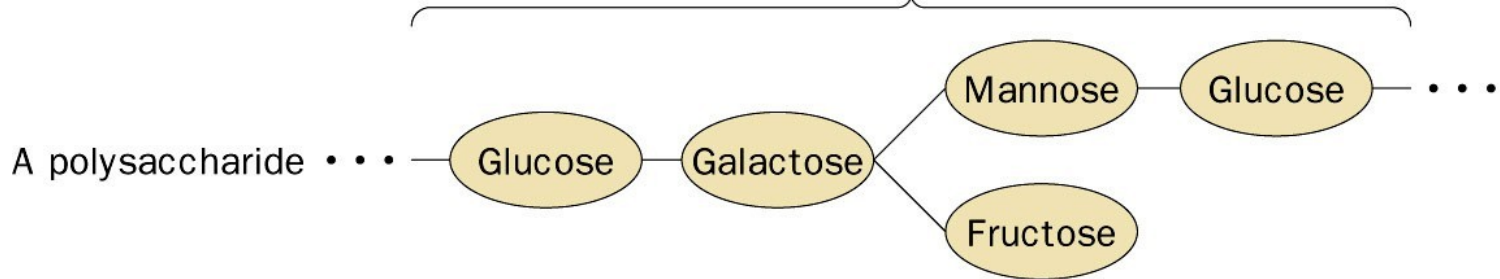 Mannose Glucose • • •
A polysaccharide • • • Glucose Galactose
Fructose